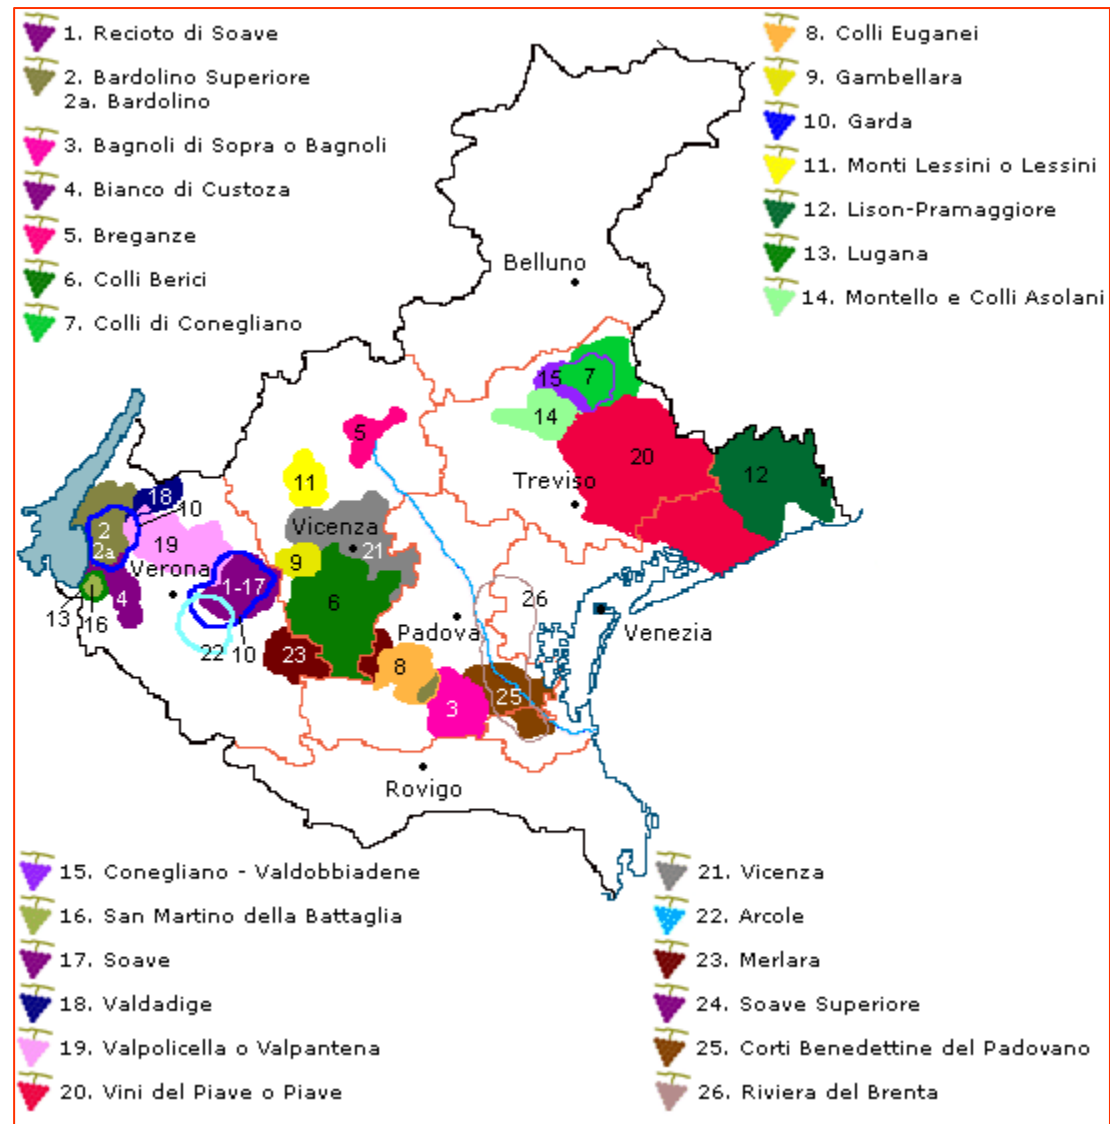 1. Recioto di Soave
2. Bardolino Superiore
2a. Bardolino
3. Bagnoli di Sopra o Bagnoli
4. Bianco di Custoza
5. Breganze
6. Colli Berici
7. Colli di Conegliano
8. Colli Euganei
9. Gambellara
10. Garda
11. Monti Lessini o Lessini
12. Lison-Pramaggiore
13. Lugana
14. Montello e Colli Asolani
Belluno
15
7
14
5
20
12
11
Treviso
18
10
2
2a
19
Vicenza
21
9
Verona
1-17
4
6
26
13
16
22
10
Padova
Venezia
23
8
25
3
Rovigo
15. Conegliano - Valdobbiadene
16. San Martino della Battaglia
17. Soave
18. Valdadige
19. Valpolicella o Valpantena
20. Vini del Piave o Piave
21. Vicenza
22. Arcole
23. Merlara
24. Soave Superiore
25. Corti Benedettine del Padovano
26. Riviera del Brenta